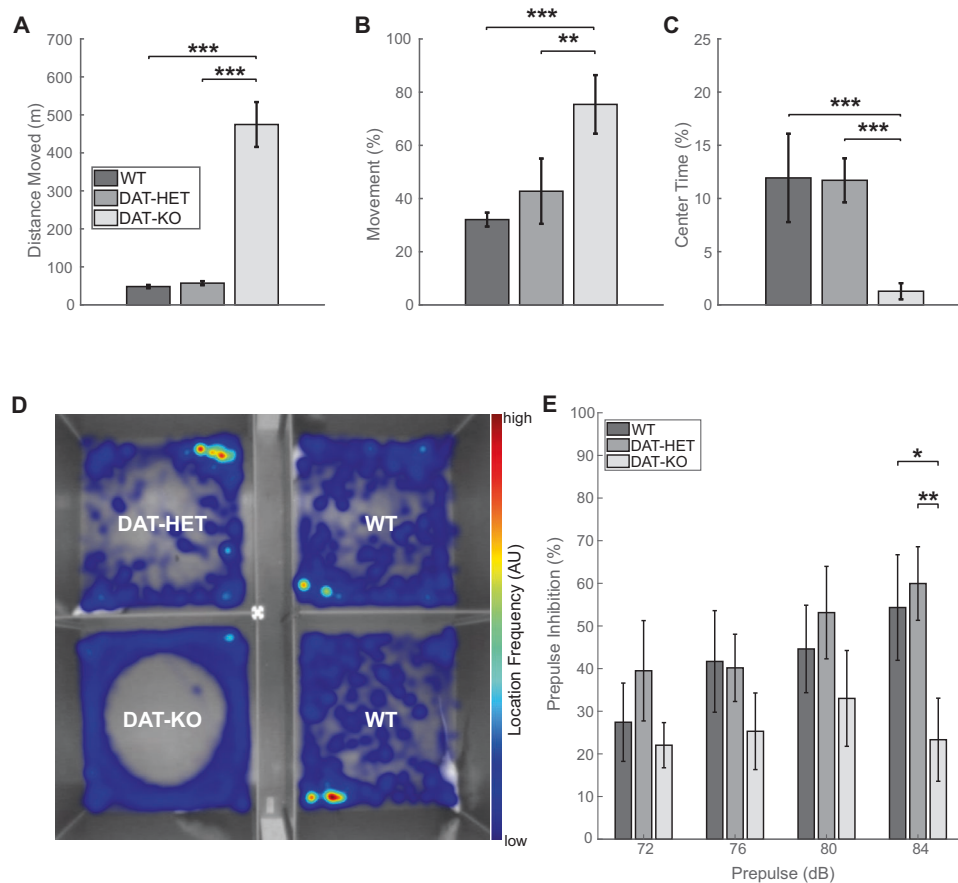 A
Distance Moved (m)
700
600
500
400
300
200
100
0
***
***
WT
DAT-HET
DAT-KO
B
Movement (%)
100
80
60
40
20
0
***
**
C
Center Time (%)
25
20
15
10
5
0
***
***
D
DAT-HET
WT
DAT-KO
WT
high
Location Frequency (AU)
low
E
Prepulse Inhibition (%)
100
90
80
70
60
50
40
30
20
10
0
WT
DAT-HET
DAT-KO
*
**
72
76
80
84
Prepulse (dB)